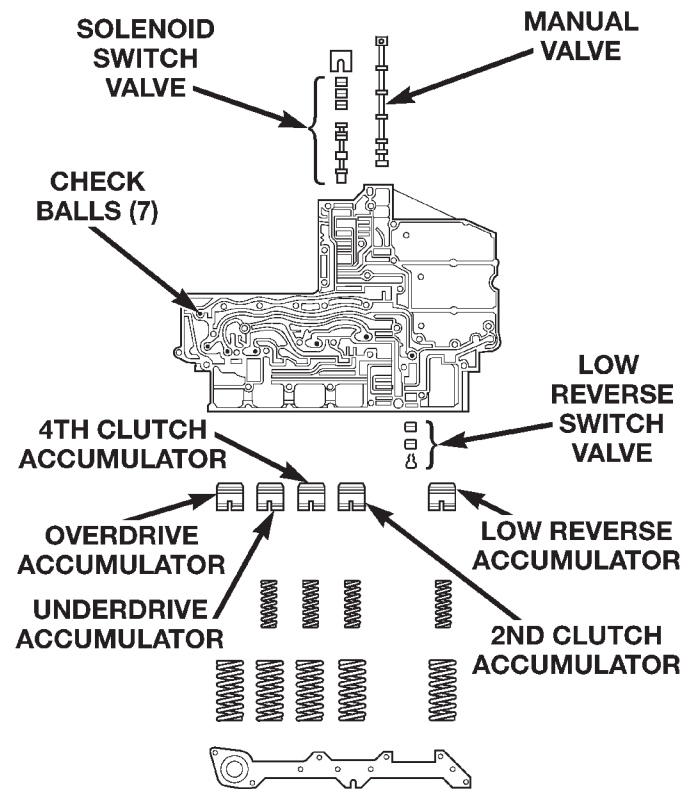 SOLENOID
SWITCH
VALVE
MANUAL
VALVE
CHECK
BALLS (7)
LOW
REVERSE
SWITCH
VALVE
4TH CLUTCH
ACCUMULATOR
OVERDRIVE
ACCUMULATOR
LOW REVERSE
ACCUMULATOR
UNDERDRIVE
ACCUMULATOR
2ND CLUTCH
ACCUMULATOR